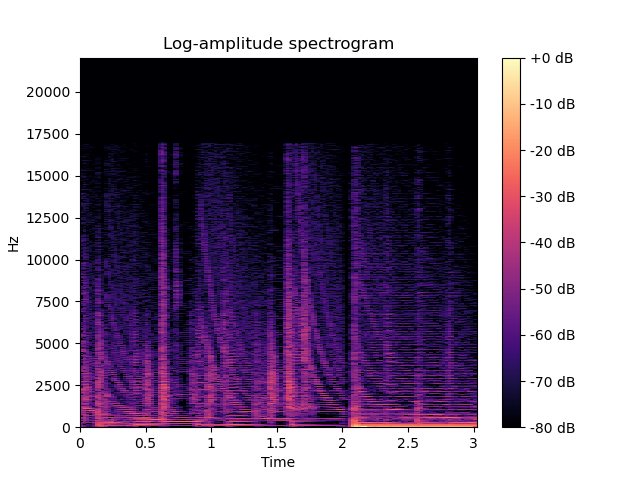 Log-amplitude spectrogram
+0 dB
20000
-10 dB
17500
-20 dB
15000
-30 dB
12500
-40 dB
Hz
10000
-50 dB
7500
-60 dB
5000
2500
-70 dB
0
-80 dB
0 0.5 1 1.5 2 2.5 3
Time